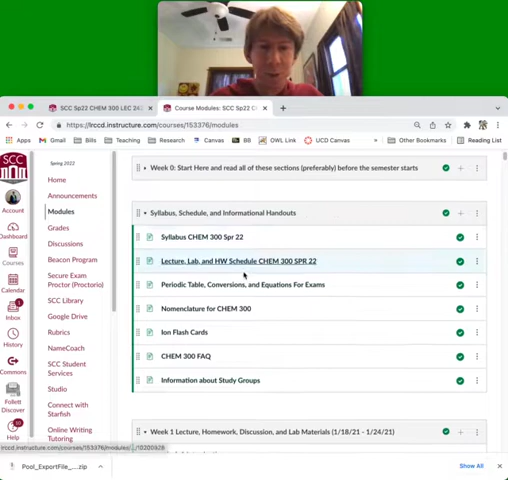 SCC Sp22 CHEM 300 LEC 242
Course Modules: SCC Sp22 C
https://lrccd.instructure.com/courses/153376/modules
Apps
Gmail
Bills
Teaching
Research
Canvas
BB
OWL Link
UCD Canvas
Other Bookmarks
Reading List
SCC
Account
Dashboard
Courses
Calendar
Inbox
History
Commons
Follett
Discover
Help
Spring 2022
Home
Announcements
Modules
Grades
Discussions
Beacon Program
Secure Exam
Proctor (Proctorio)
SCC Library
Google Drive
Rubrics
NameCoach
SCC Student
Services
Studio
Connect with
Starfish
Online Writing
Tutoring
Week 0: Start Here and read all of these sections (preferably) before the semester starts
Syllabus, Schedule, and Informational Handouts
Syllabus CHEM 300 Spr 22
Lecture, Lab, and HW Schedule CHEM 300 SPR 22
Periodic Table, Conversions, and Equations For Exams
Nomenclature for CHEM 300
Ion Flash Cards
CHEM 300 FAQ
Information about Study Groups
Week 1 Lecture, Homework, Discussion, and Lab Materials (1/18/21 - 1/24/21)
Pool_ExportFile_....zip
Show All